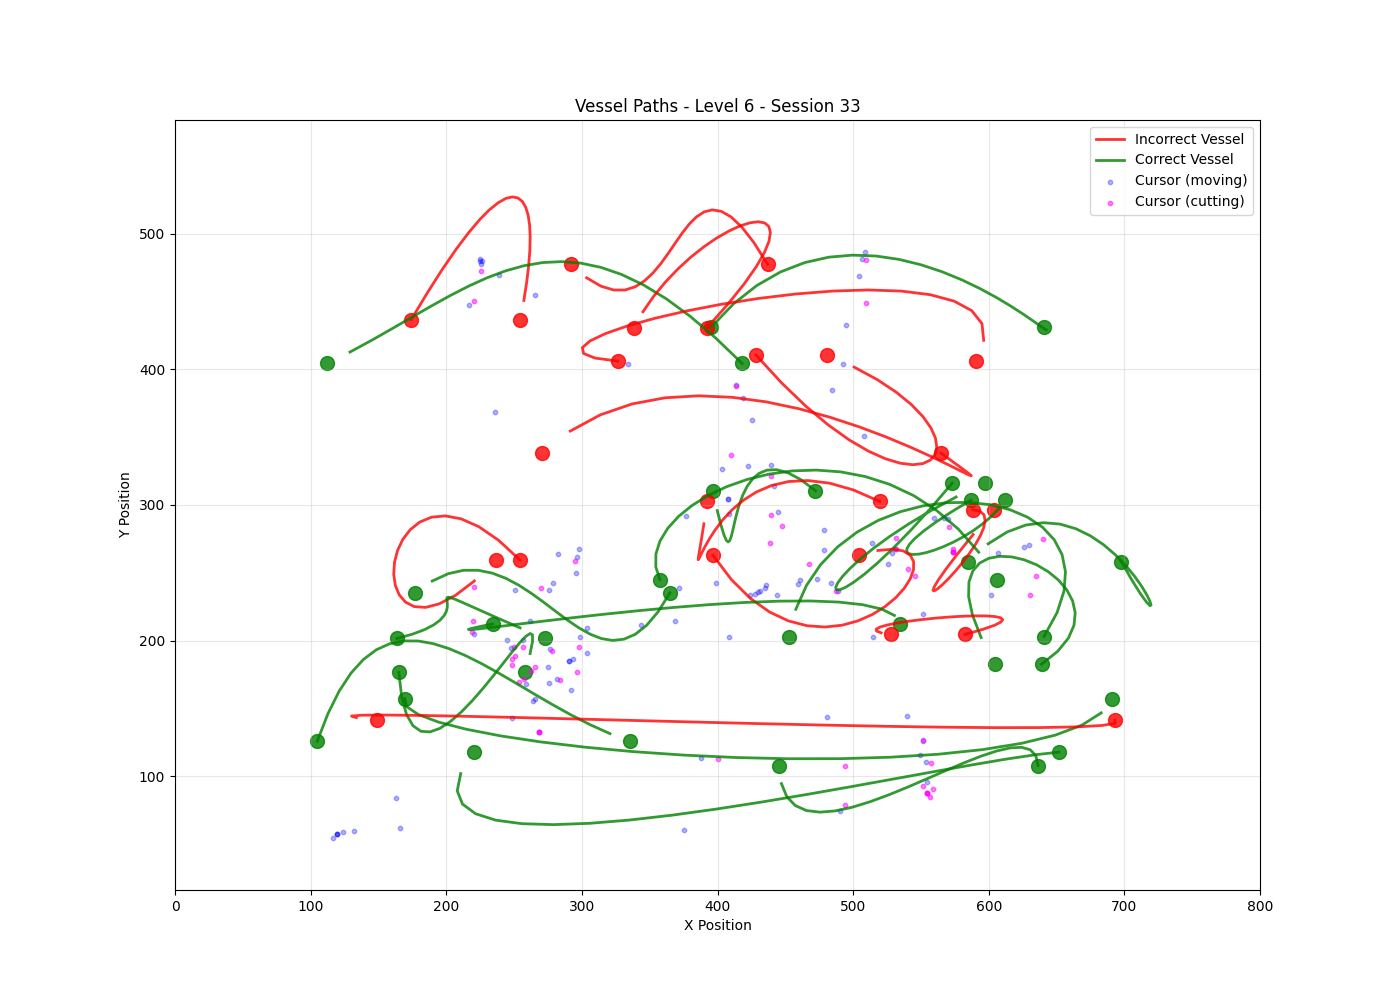 Vessel Paths - Level 6 - Session 33
Incorrect Vessel
Correct Vessel
Cursor (moving)
Cursor (cutting)
500
400
300
200
100
Y Position
0 100 200 300 400 500 600 700 800
X Position